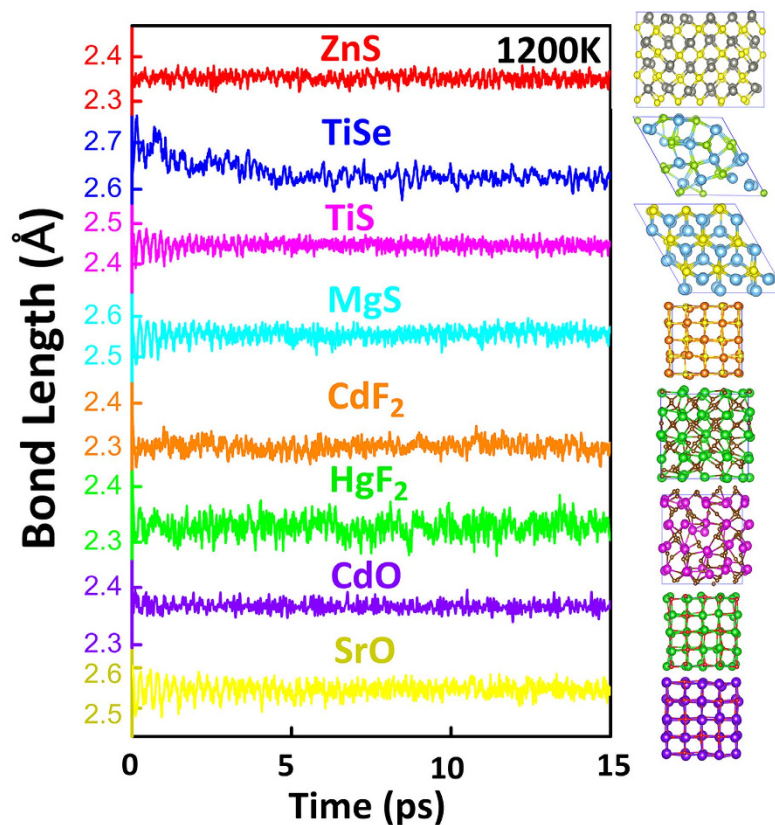 1200K
ZnS
2.4
2.3
TiSe
2.7
2.6
TiS
2.5
2.4
MgS
2.6
2.5
CdF₂
2.4
2.3
HgF₂
2.4
2.3
CdO
2.4
2.3
SrO
2.6
2.5
Bond Length (Å)
0 5 10 15
Time (ps)